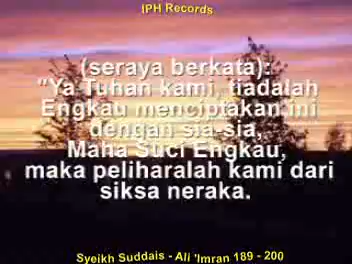 IPH Records
(seraya berkata):
"Ya Tuhan kami, tiadalah
Engkau menciptakan ini
dengan sia-sia,
Maha Suci Engkau,
maka peliharalah kami dari
siksa neraka.
Syeikh Suddais - Ali 'Imran 189 - 200